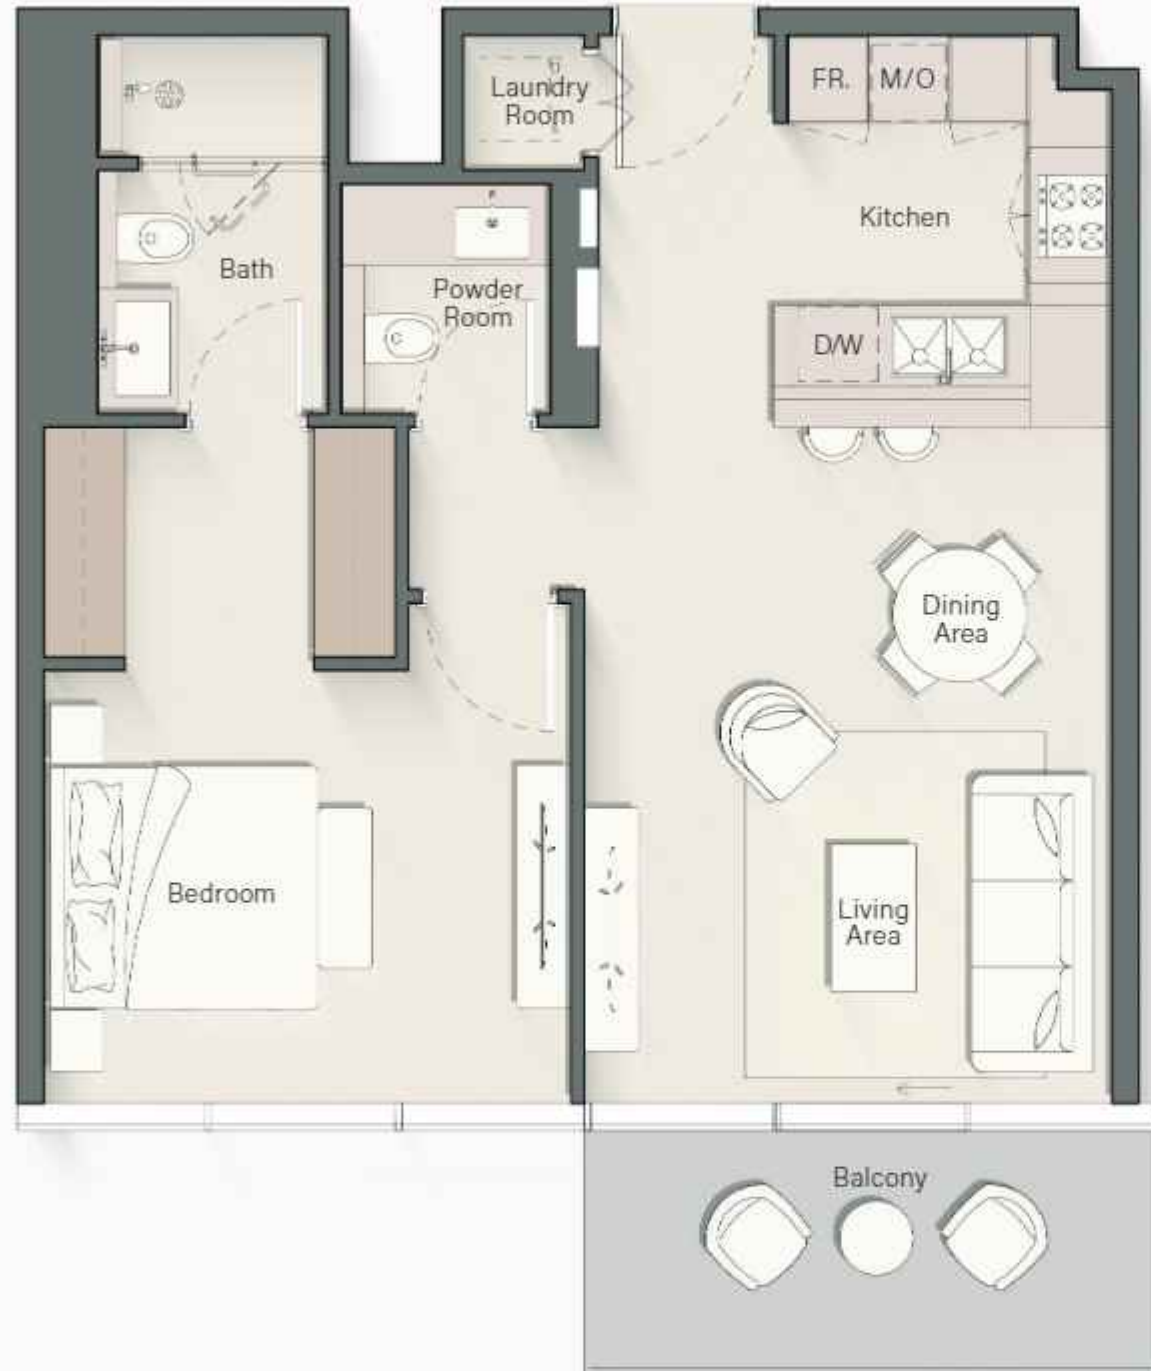 Laundry
Room
FR.
M/O
Kitchen
Bath
Powder
Room
D/W
Dining
Area
Bedroom
Living
Area
Balcony